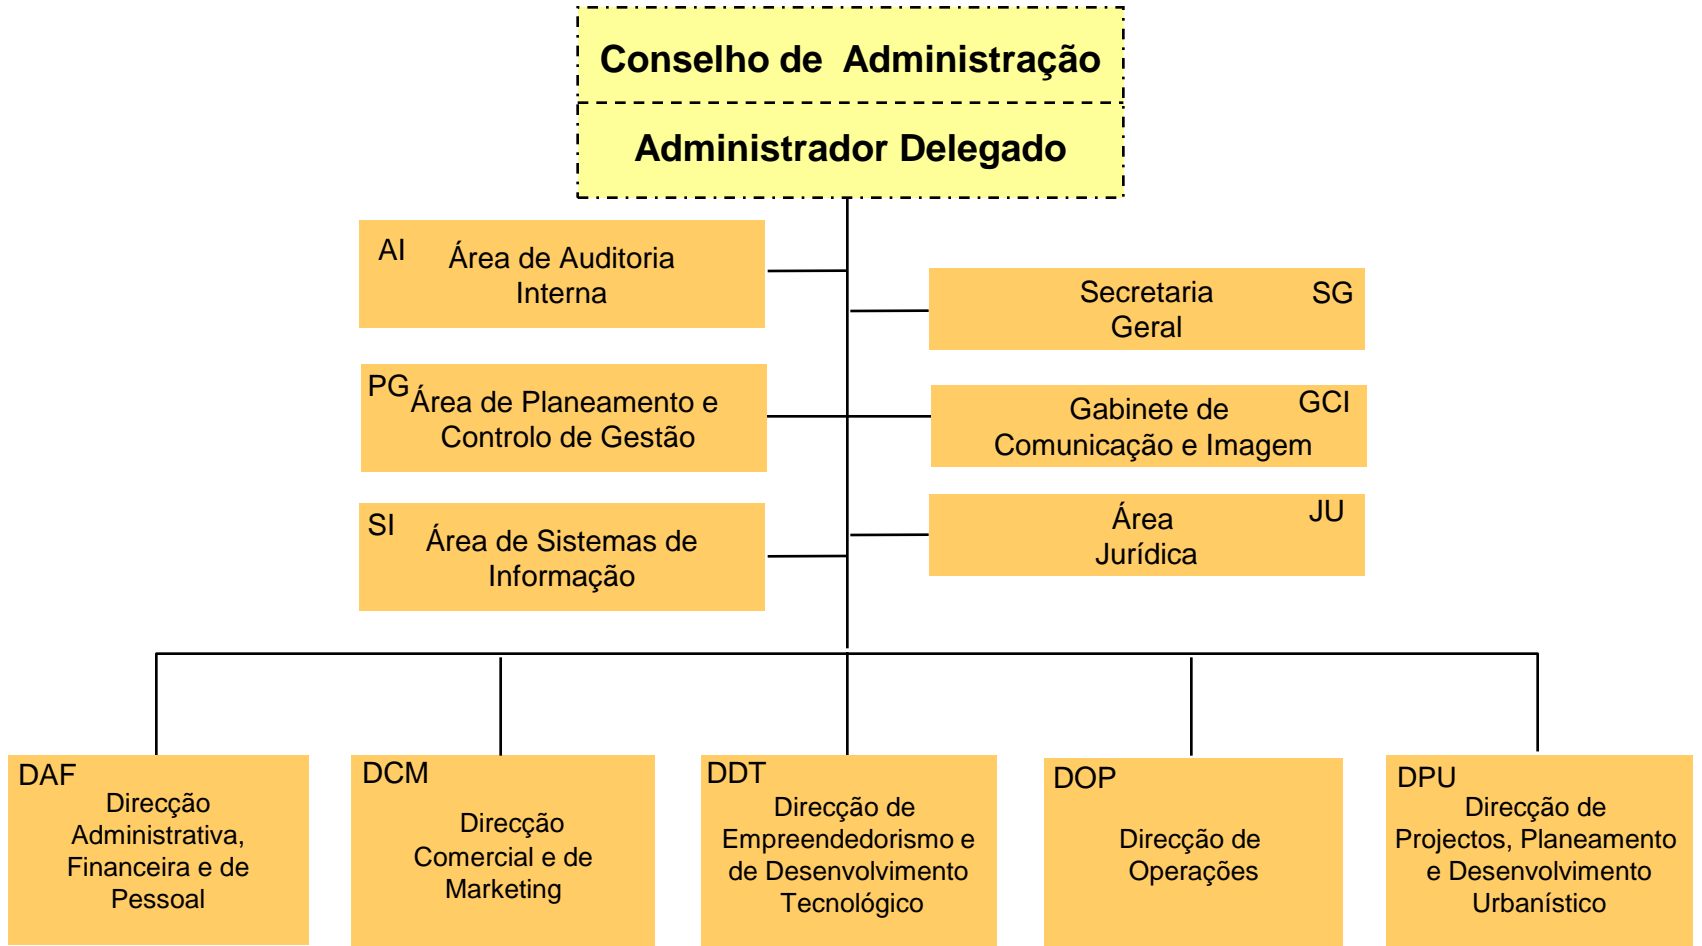 Conselho de Administração
Administrador Delegado
AI
Área de Auditoria
Interna
Secretaria
Geral
SG
PG
Área de Planeamento e
Controlo de Gestão
Gabinete de
Comunicação e Imagem
GCI
SI
Área de Sistemas de
Informação
Área
Jurídica
JU
DAF
Direcção
Administrativa,
Financeira e de
Pessoal
DCM
Direcção
Comercial e de
Marketing
DDT
Direcção de
Empreendedorismo e
de Desenvolvimento
Tecnológico
DOP
Direcção de
Operações
DPU
Direcção de
Projectos, Planeamento
e Desenvolvimento
Urbanístico